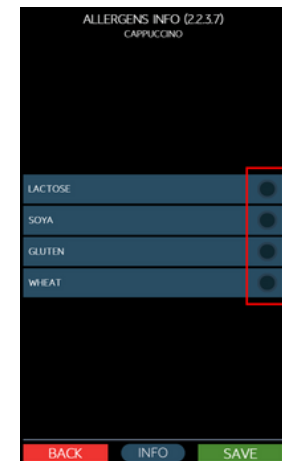 ALLERGENS INFO (2.2.3.7)
CAPPUCCINO
LACTOSE
SOYA
GLUTEN
WHEAT
BACK INFO SAVE